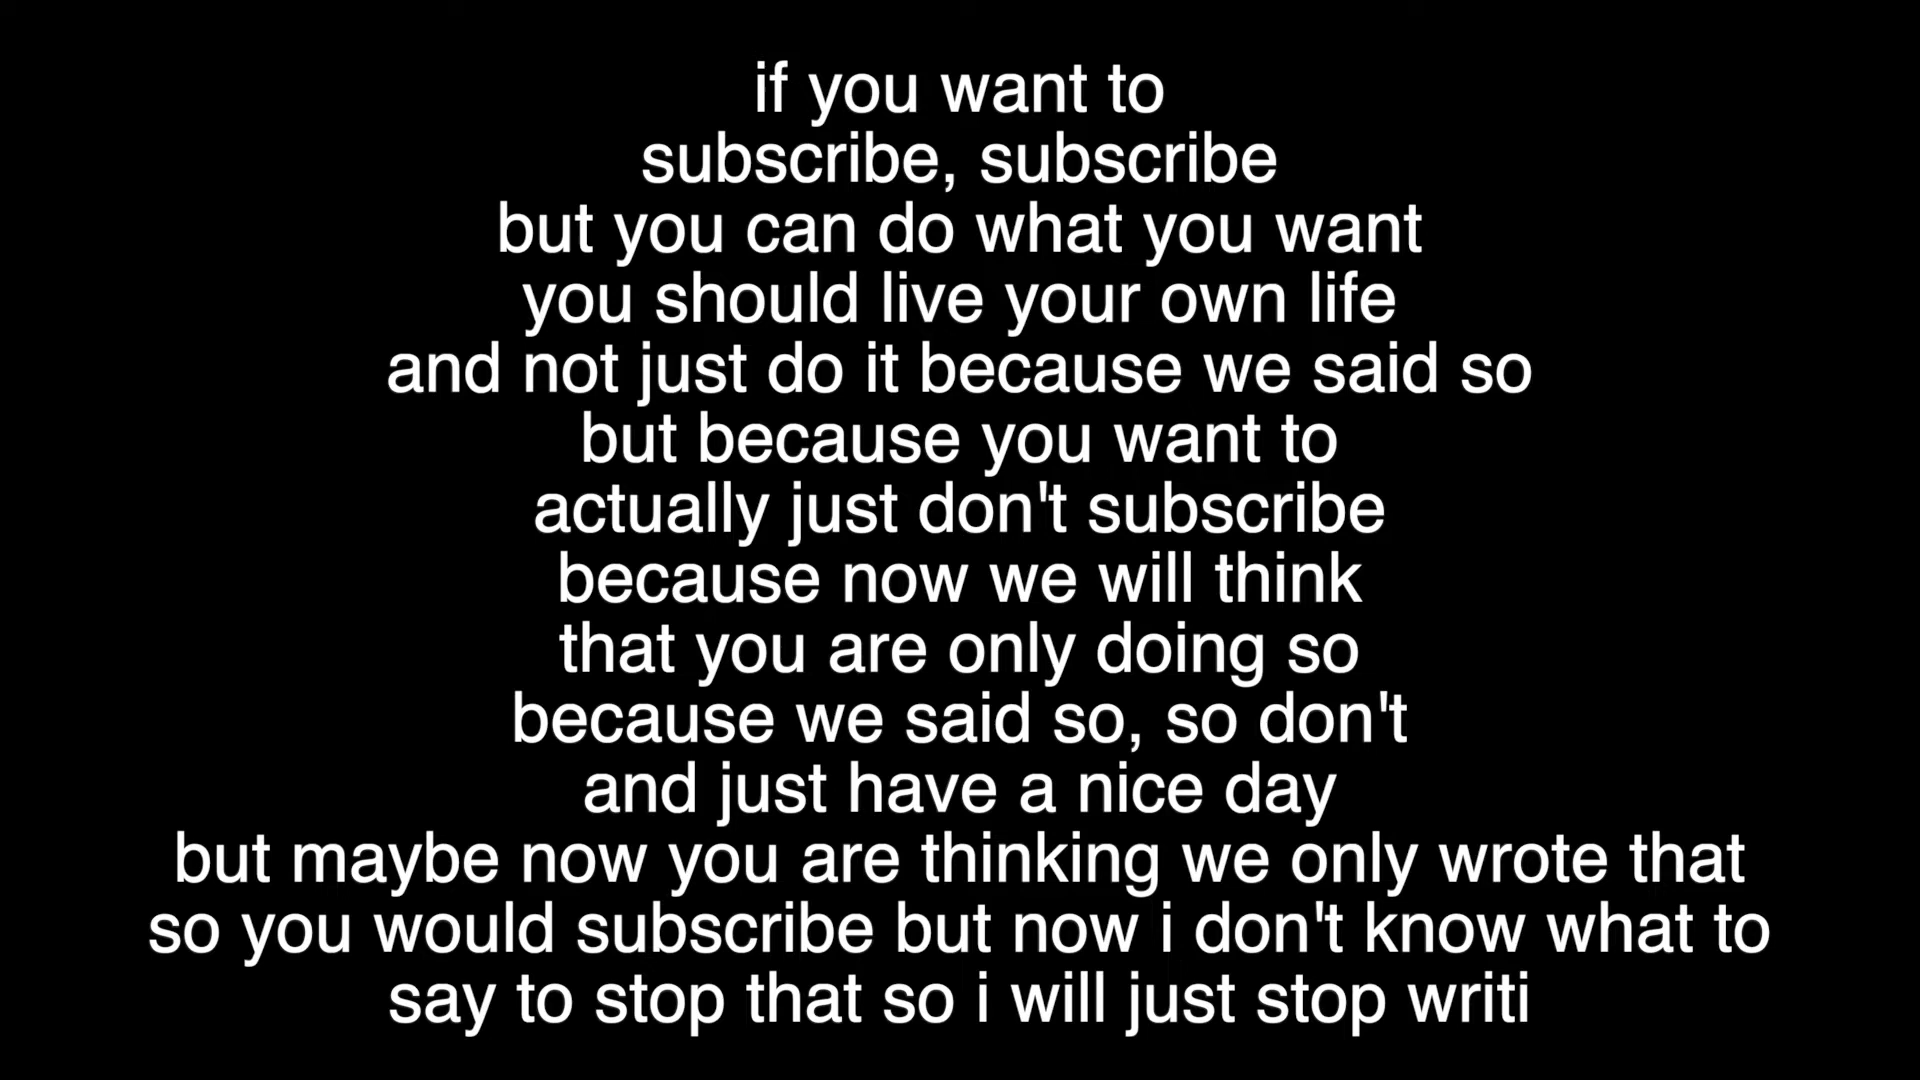 if you want to
subscribe, subscribe
but you can do what you want
you should live your own life
and not just do it because we said so
but because you want to
actually just don't subscribe
because now we will think
that you are only doing so
because we said so, so don't
and just have a nice day
but maybe now you are thinking we only wrote that
so you would subscribe but now i don't know what to
say to stop that so i will just stop writi